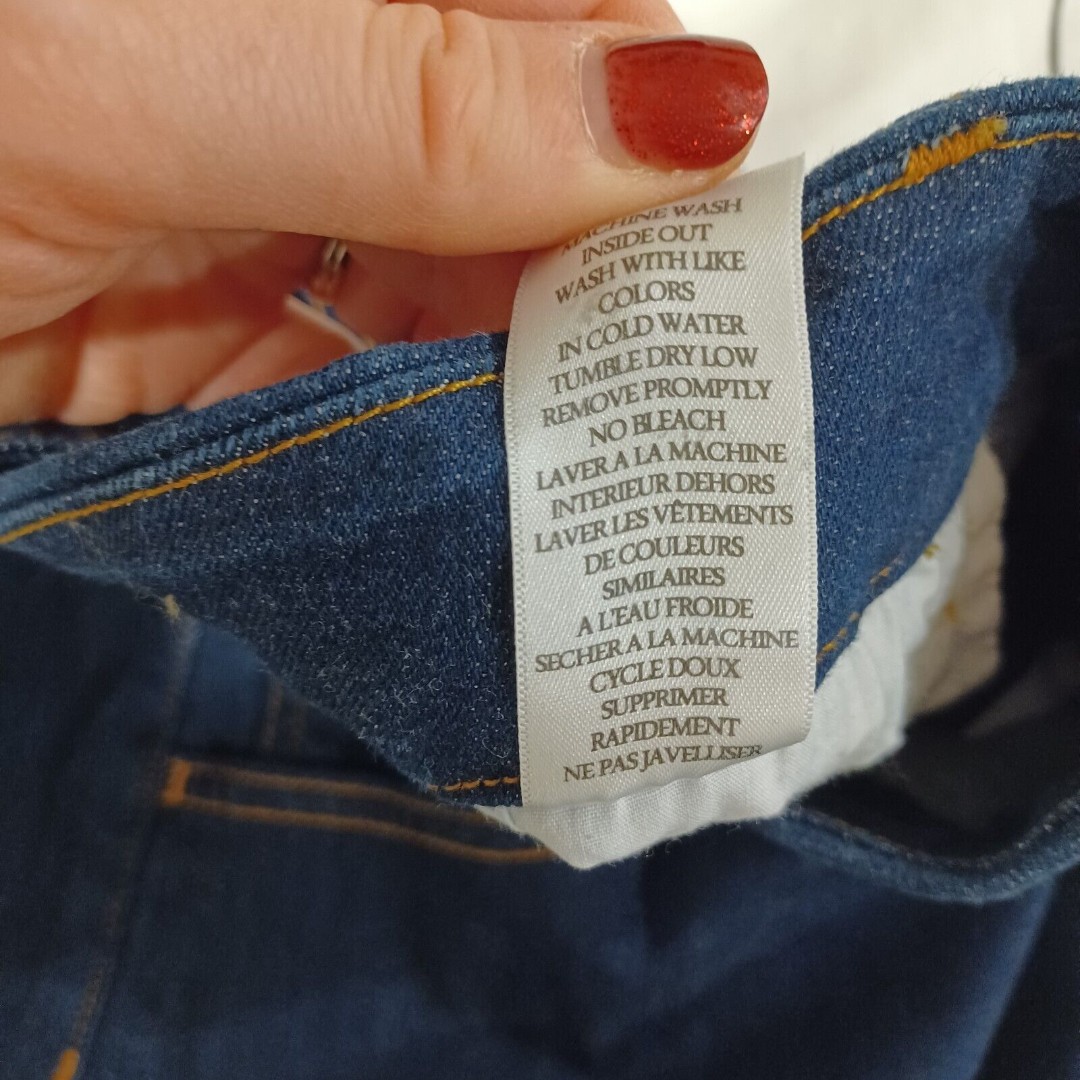 MACHINE WASH
INSIDE OUT
WASH WITH LIKE
COLORS
IN COLD WATER
TUMBLE DRY LOW
REMOVE PROMPTLY
NO BLEACH
LAVER A LA MACHINE
INTERIEUR DEHORS
LAVER LES VÊTEMENTS
DE COULEURS
SIMILAIRES
A L'EAU FROIDE
SECHER A LA MACHINE
CYCLE DOUX
SUPPRIMER
RAPIDEMENT
NE PAS JAVELLISER